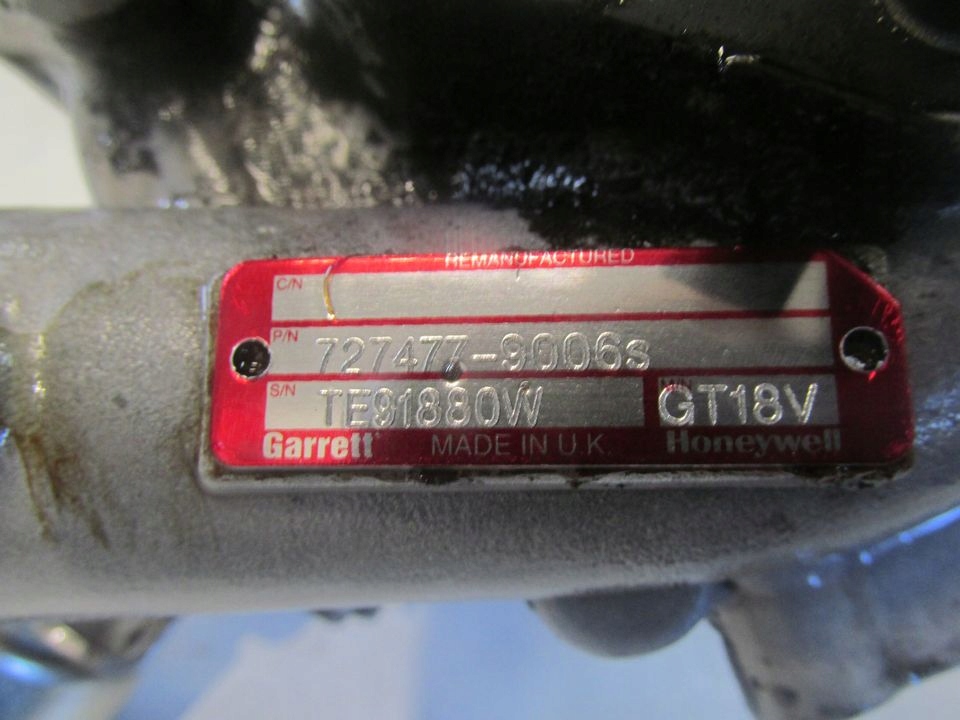 REMANUFACTURED
C/N
P/N 727477-9006s
S/N TE91880W M/N GT18V
Garrett MADE IN U.K. Honeywell